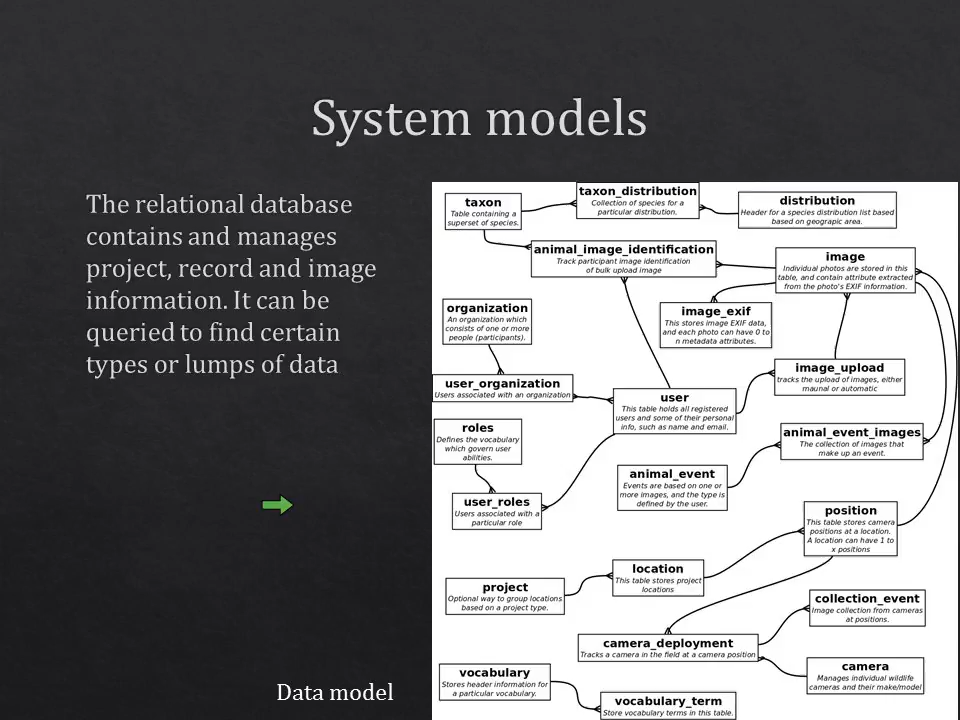 System models
The relational database
contains and manages
project, record and image
information. It can be
queried to find certain
types or lumps of data
Data model
taxon
Table containing a
superset of species.
taxon_distribution
Collection of species for a
particular distribution.
distribution
Header for a species distribution list based
based on geograpic area.
animal_image_identification
Track participant image identification
of bulk upload image
image
Individual photos are stored in this
table, and contain attribute extracted
from the photo's EXIF information.
organization
An organization which
consists of one or more
people (participants).
image_exif
This stores image EXIF data,
and each photo can have 0 to
n metadata attributes.
image_upload
tracks the upload of images, either
maunal or automatic
user_organization
Users associated with an organization
user
This table holds all registered
users and some of their personal
info, such as name and email.
roles
Defines the vocabulary
which govern user
abilities.
animal_event_images
The collection of images that
make up an event.
animal_event
Events are based on one or
more images, and the type is
defined by the user.
user_roles
Users associated with a
particular role
position
This table stores camera
positions at a location.
A location can have 1 to
x positions
location
This table stores project
locations
project
Optional way to group locations
based on a project type.
collection_event
Image collection from cameras
at positions.
camera_deployment
Tracks a camera in the field at a camera position
camera
Manages individual wildlife
cameras and their make/model
vocabulary
Stores header information for
a particular vocabulary.
vocabulary_term
Store vocabulary terms in this table.